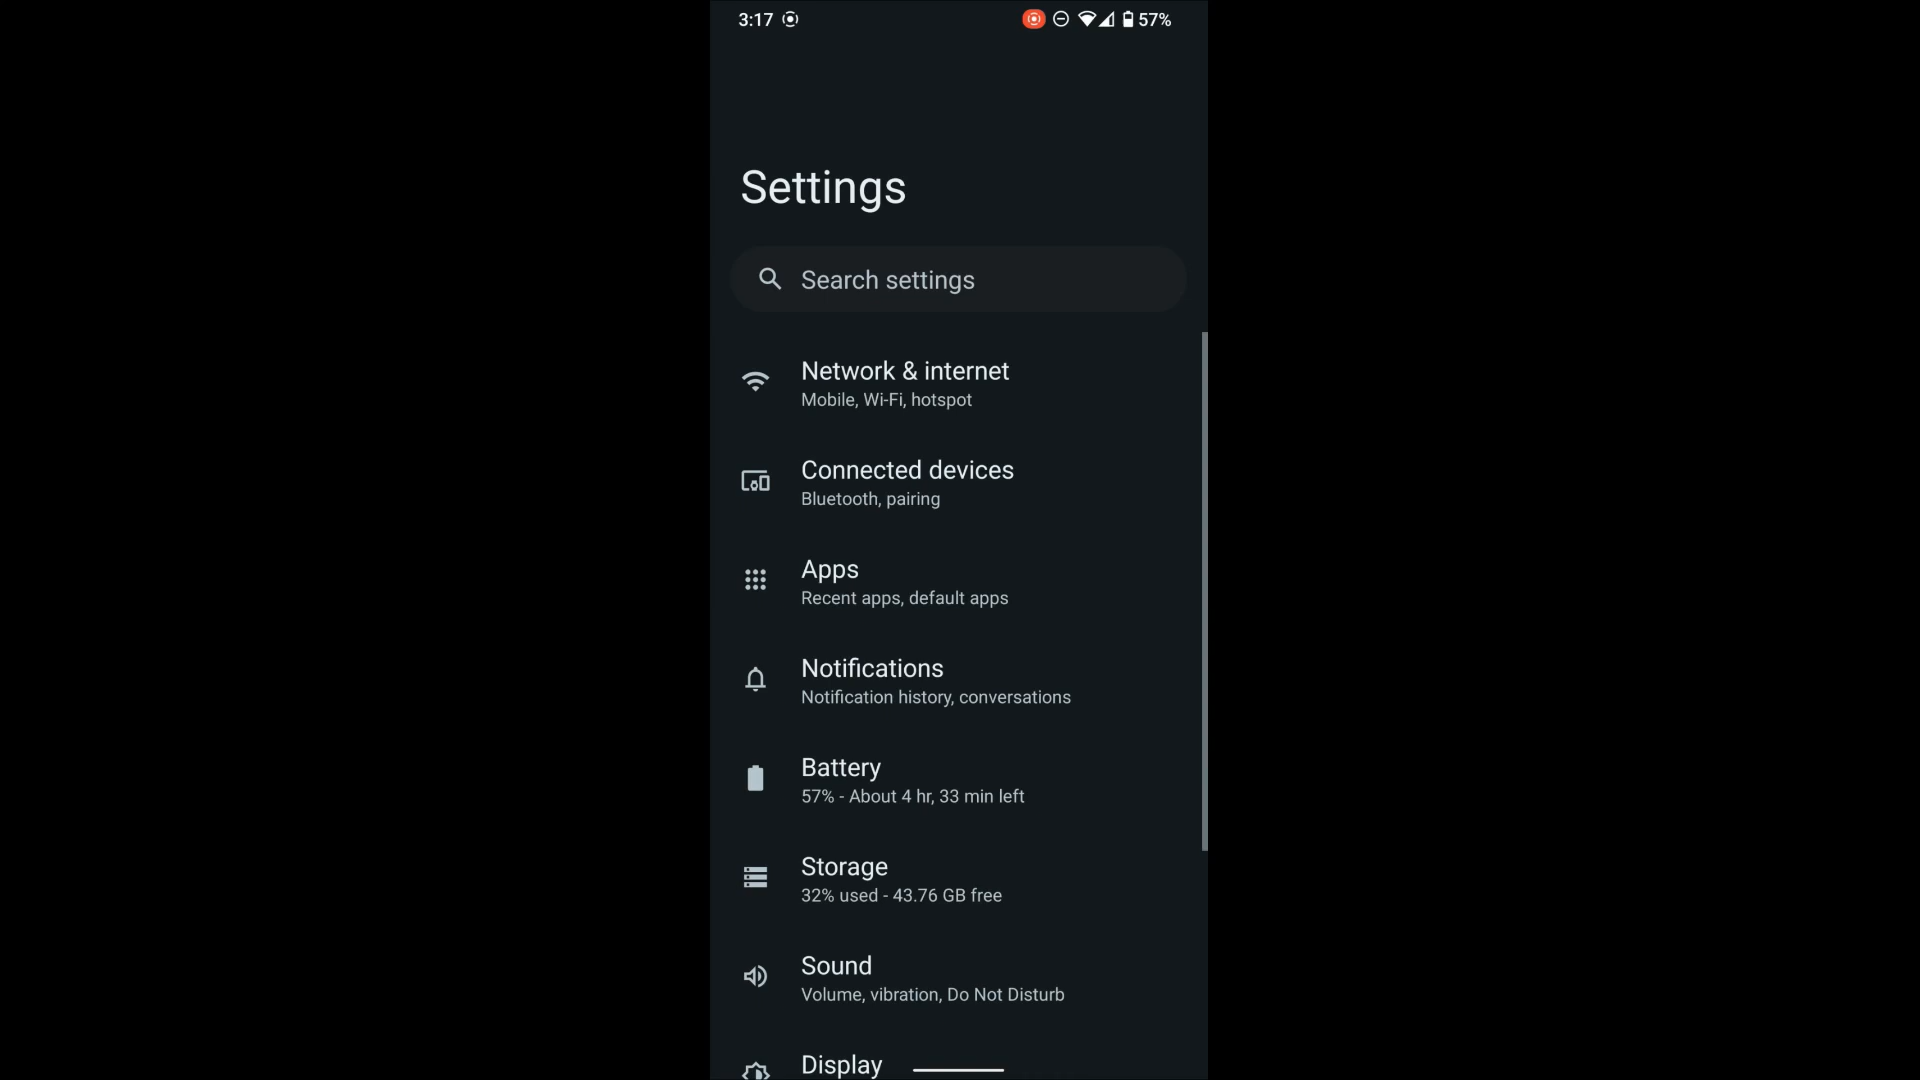 3:17 57%
Settings
Search settings
Network & internet
Mobile, Wi-Fi, hotspot
Connected devices
Bluetooth, pairing
Apps
Recent apps, default apps
Notifications
Notification history, conversations
Battery
57% - About 4 hr, 33 min left
Storage
32% used - 43.76 GB free
Sound
Volume, vibration, Do Not Disturb
Display